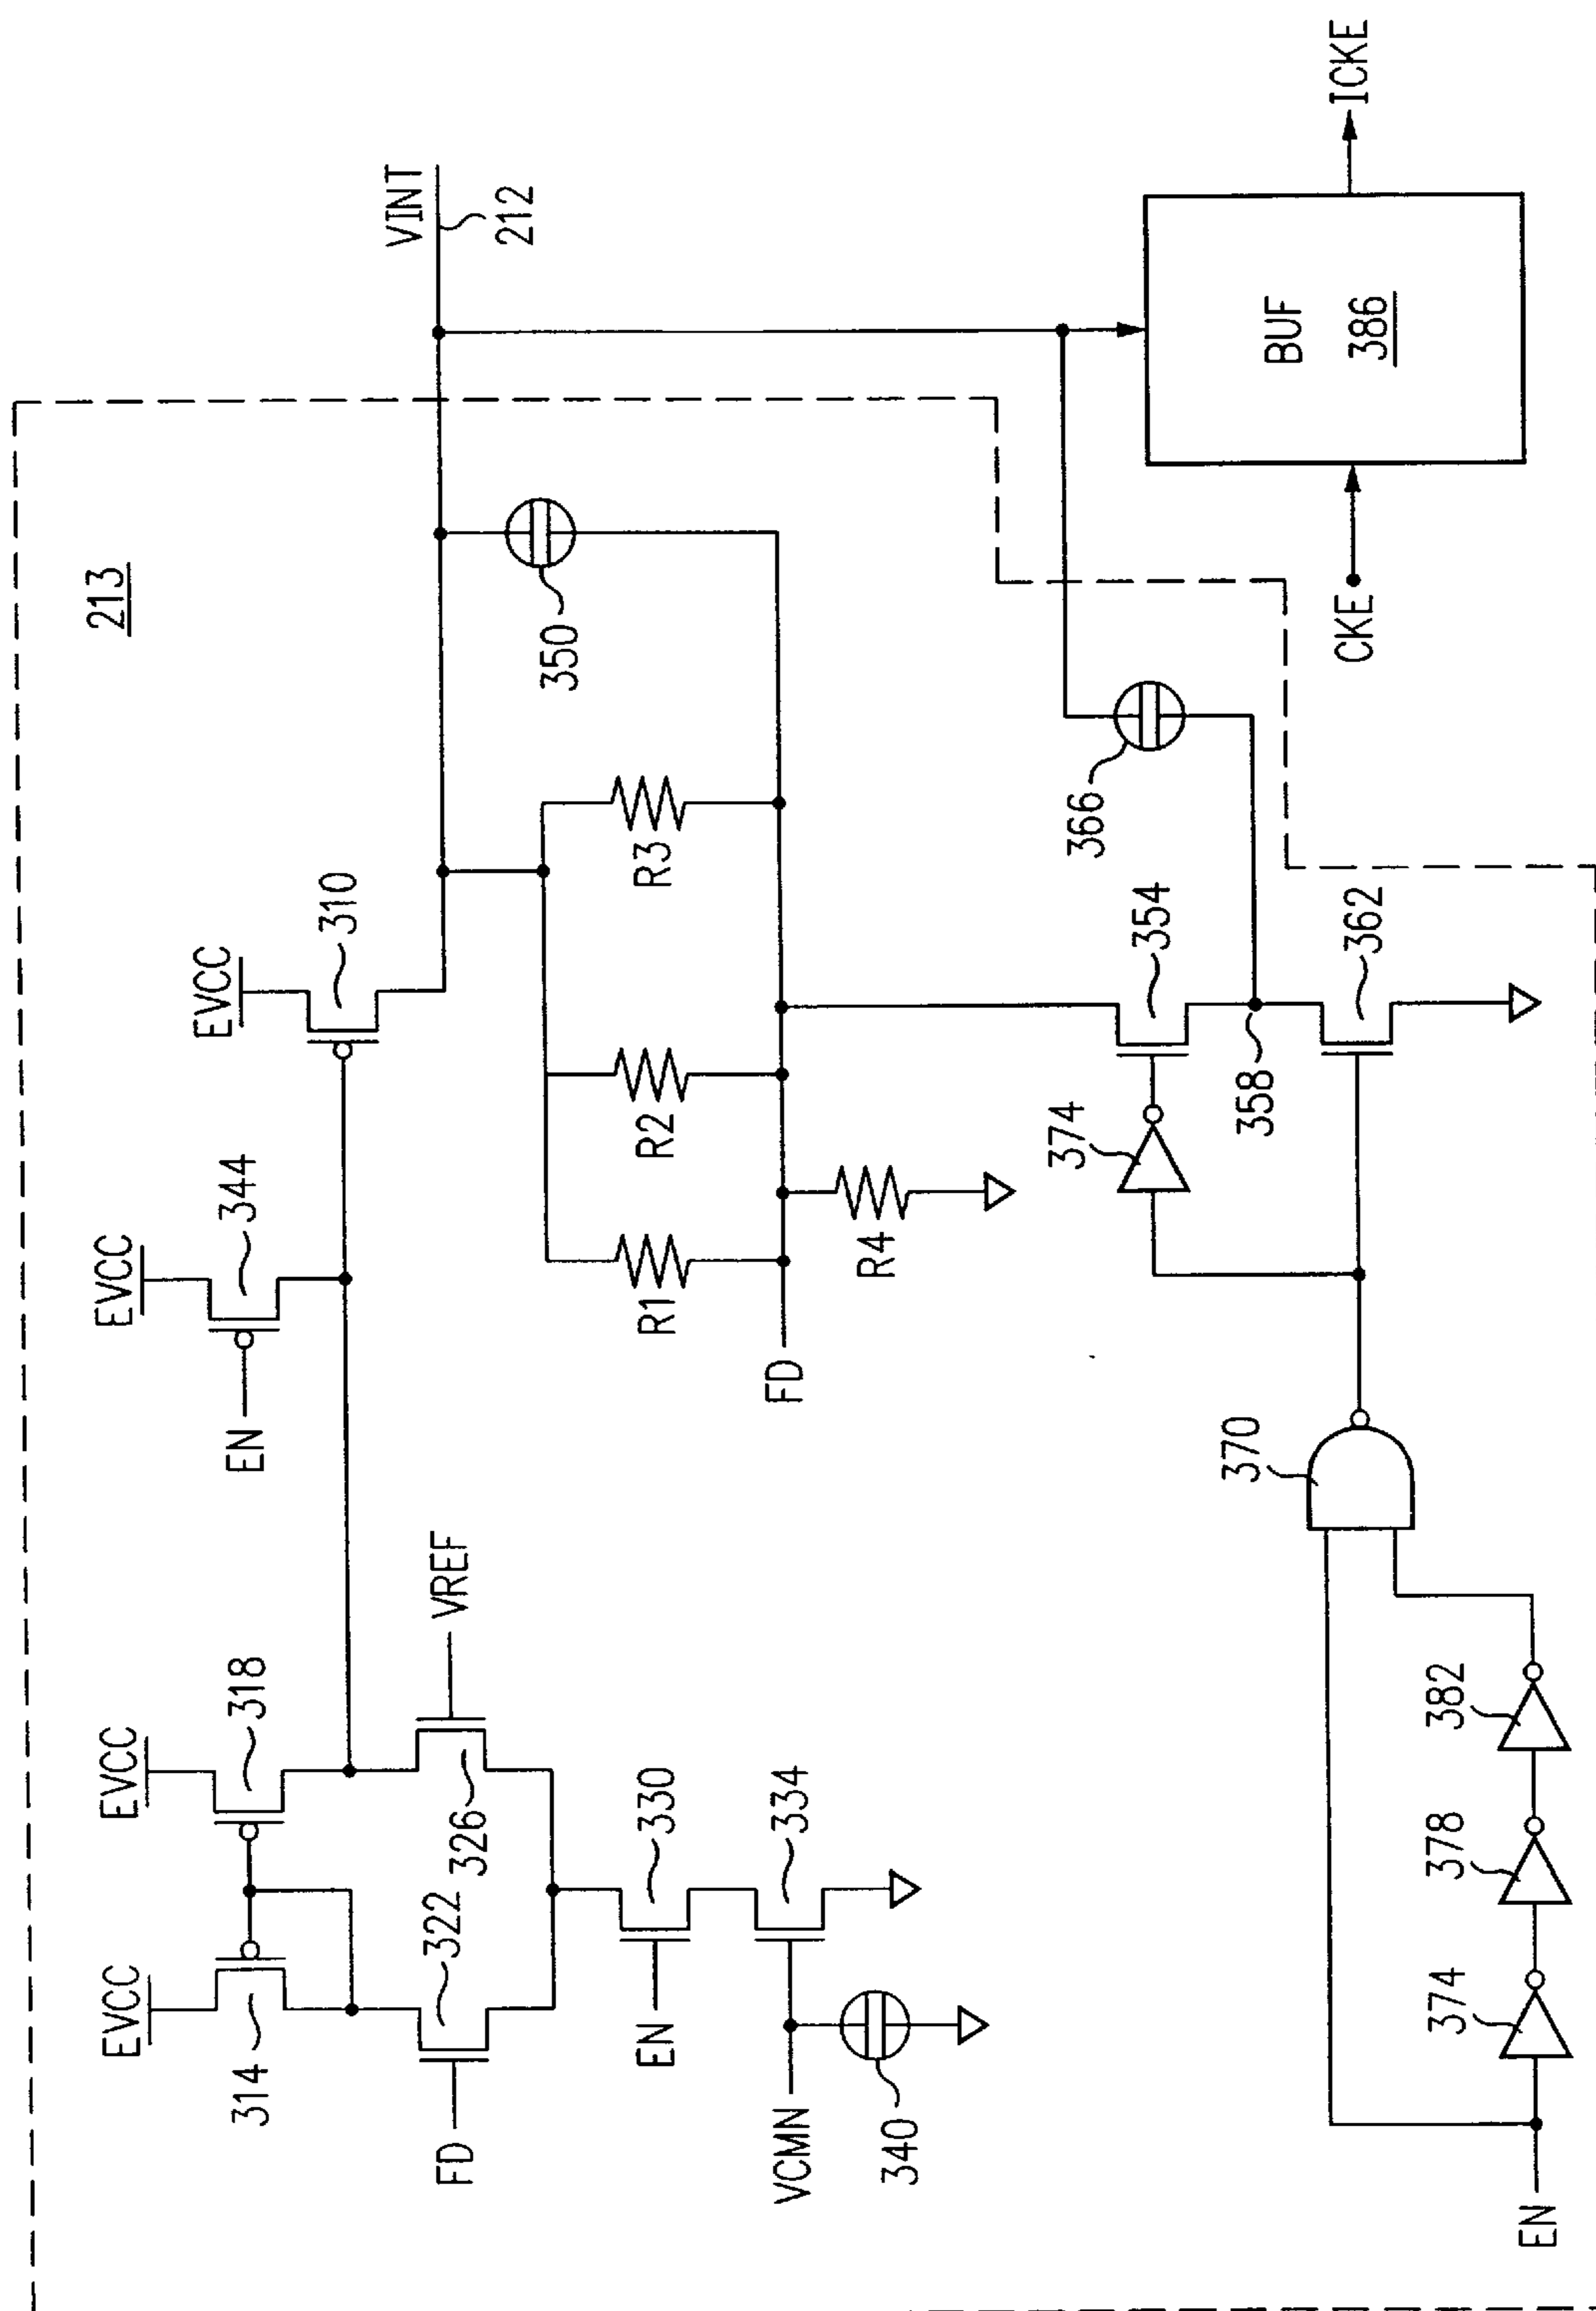 213
EVCC
EVCC
EVCC
EVCC
314
318
344
310
EN
FD
322
326
VREF
VINT
212
EN
330
VCMN
334
340
R1
R2
R3
350
FD
R4
374
354
366
358
362
370
EN
374
378
382
CKE
BUF
386
ICKE